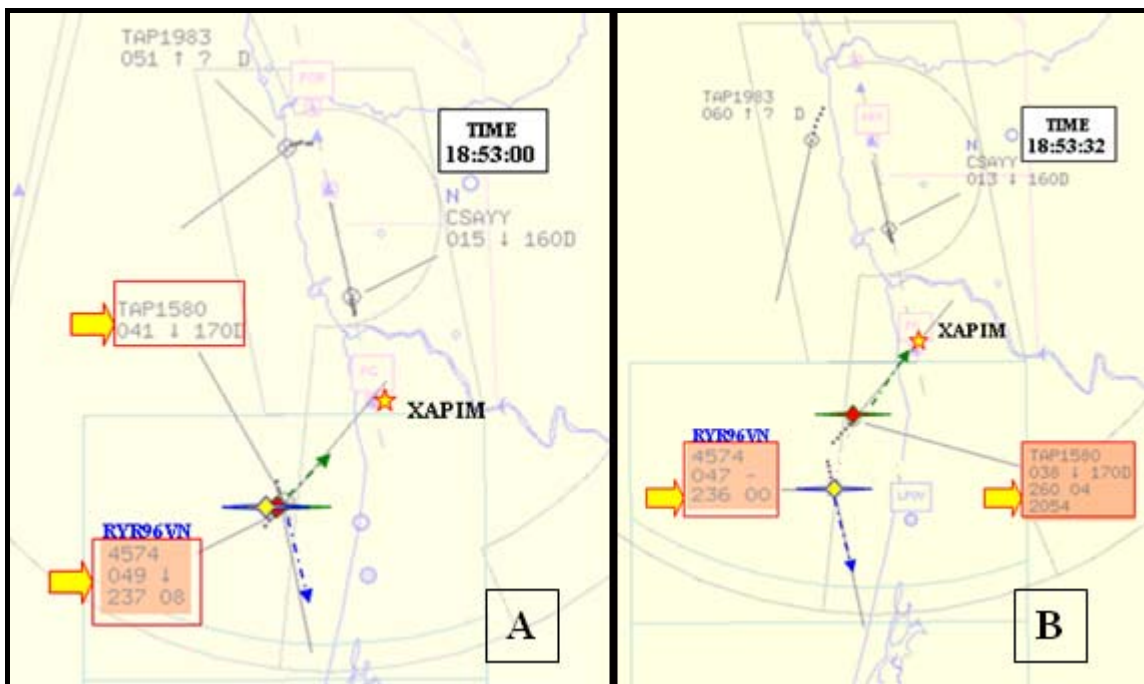 TAP1983
051 ↑ ? D
TIME
18:53:00
N
CSAYY
015 ↓ 160D
TAP1580
041 ↓ 170D
XAPIM
RYR96VN
4574
049 ↓
237 08
A
TAP1983
060 ↑ ? D
TIME
18:53:32
N
CSAYY
013 ↓ 160D
XAPIM
RYR96VN
4574
047 -
236 00
TAP1580
038 ↓ 170D
260 04
2054
B